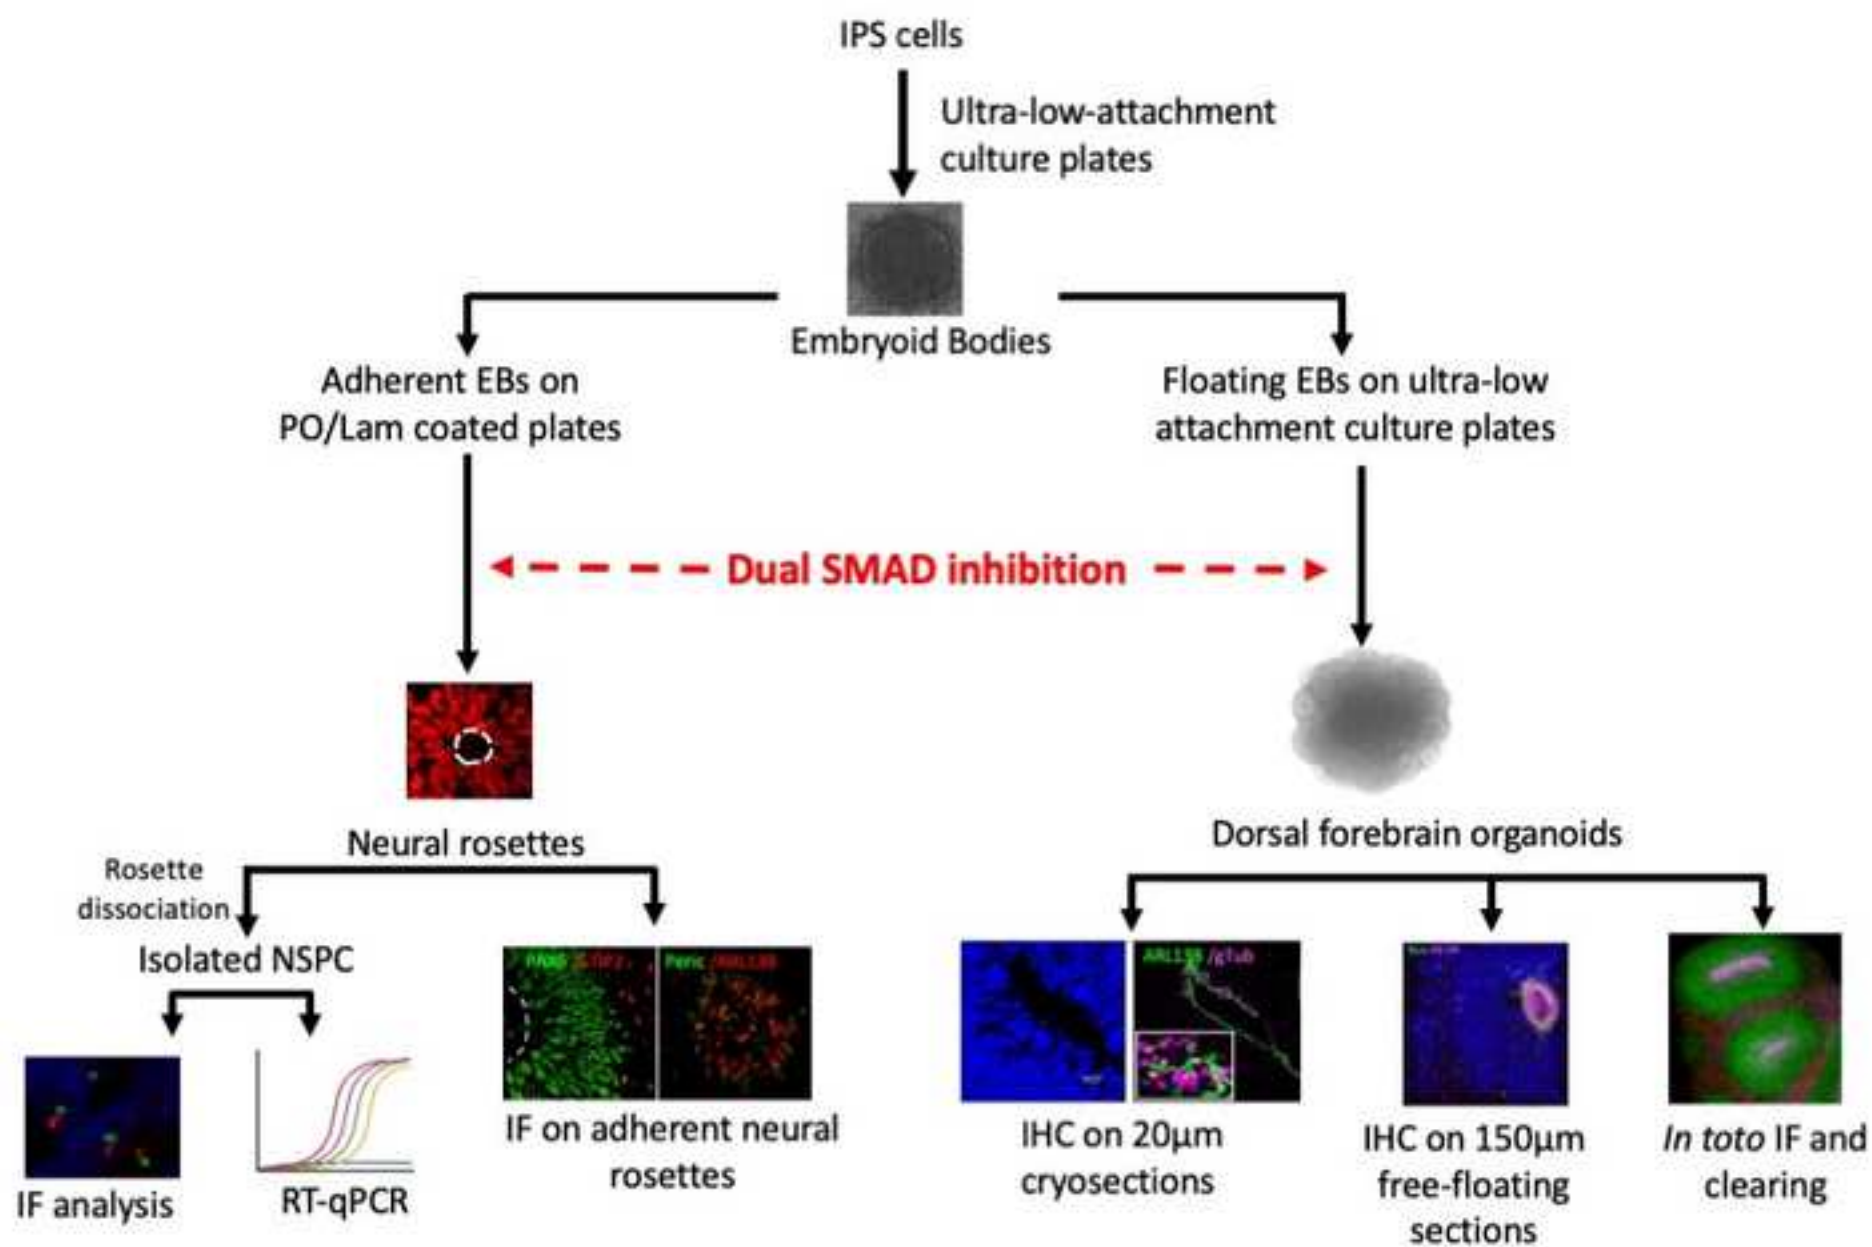 IPS cells
Ultra-low-attachment
culture plates
Embryoid Bodies
Adherent EBs on
PO/Lam coated plates
Floating EBs on ultra-low
attachment culture plates
Dual SMAD inhibition
Neural rosettes
Dorsal forebrain organoids
Rosette
dissociation
Isolated NSPC
PAX6
Peric
ARL13B /gTub
IF analysis
RT-qPCR
IF on adherent neural
rosettes
IHC on 20µm
cryosections
IHC on 150µm
free-floating
sections
In toto IF and
clearing